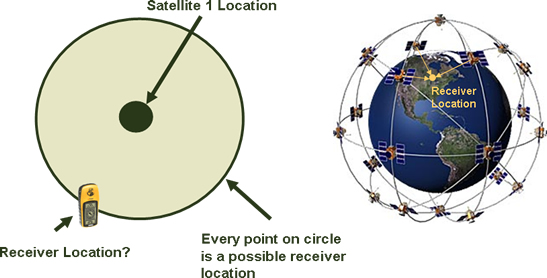 Satellite 1 Location
Receiver
Location
Receiver Location?
Every point on circle
is a possible receiver
location